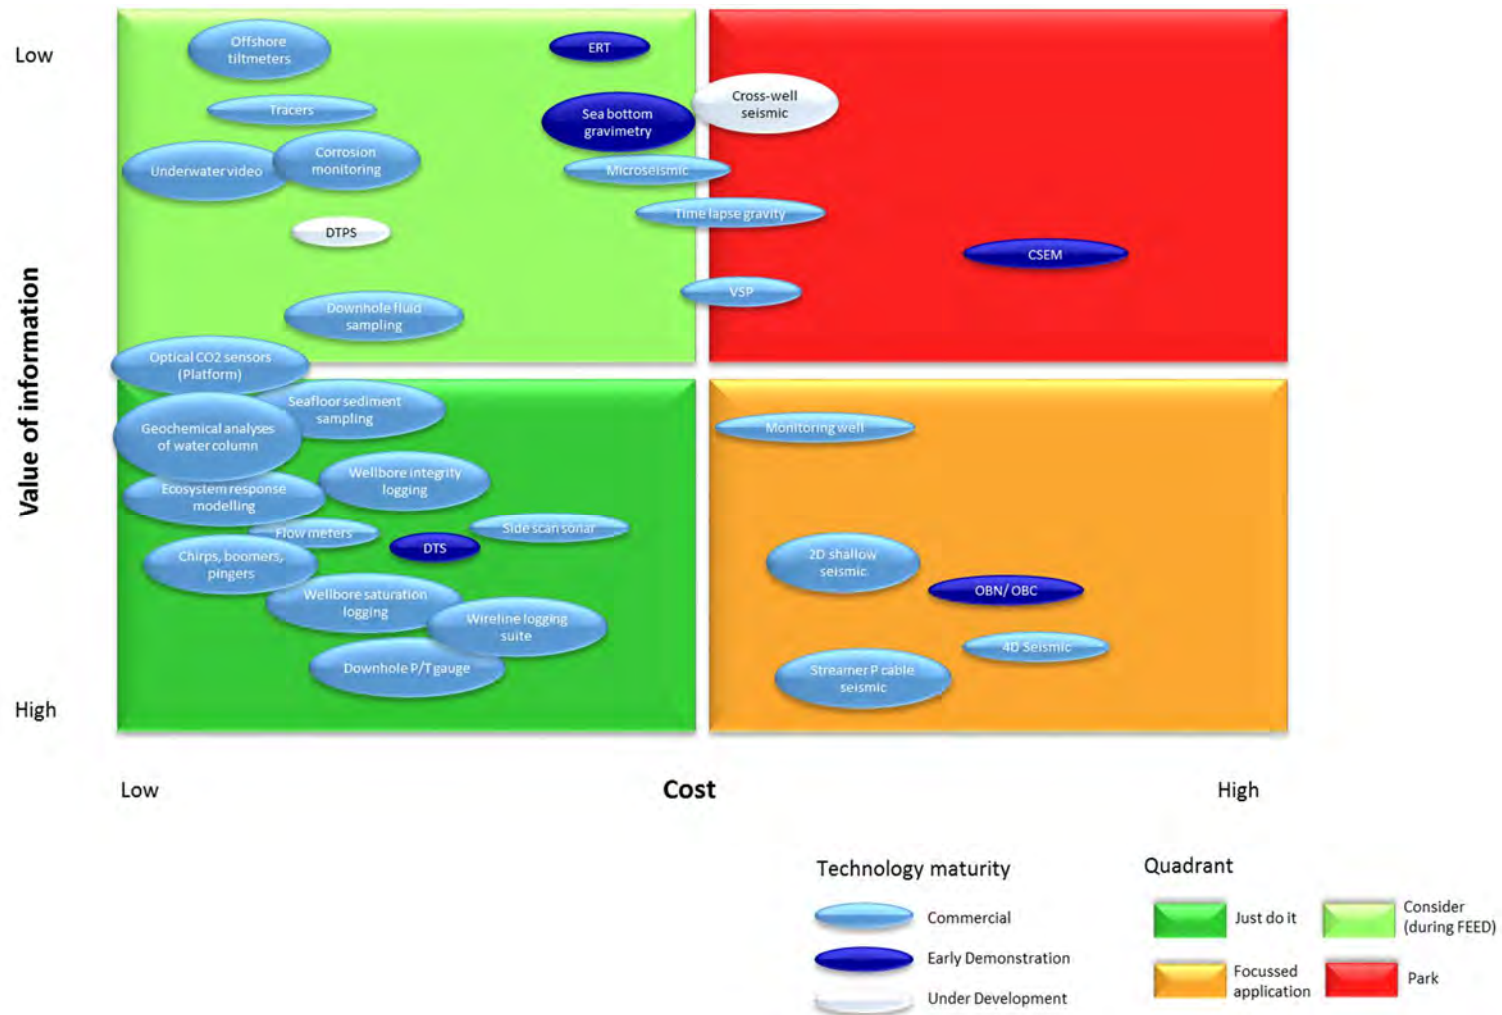 Low
Offshore
tiltmeters
ERT
Cross-well
seismic
Tracers
Sea bottom
gravimetry
Underwater video
Corrosion
monitoring
Microseismic
Time lapse gravity
DTPS
CSEM
VSP
Downhole fluid
sampling
Value of information
Optical CO2 sensors
(Platform)
Seafloor sediment
sampling
Geochemical analyses
of water column
Monitoring well
Wellbore integrity
logging
Ecosystem response
modelling
Flow meters
Side scan sonar
DTS
Chirps, boomers,
pingers
2D shallow
seismic
OBN/ OBC
Wellbore saturation
logging
Wireline logging
suite
4D Seismic
Downhole P/T gauge
Streamer P cable
seismic
High
Low
Cost
High
Technology maturity
Commercial
Early Demonstration
Under Development
Quadrant
Just do it
Consider
(during FEED)
Focussed
application
Park